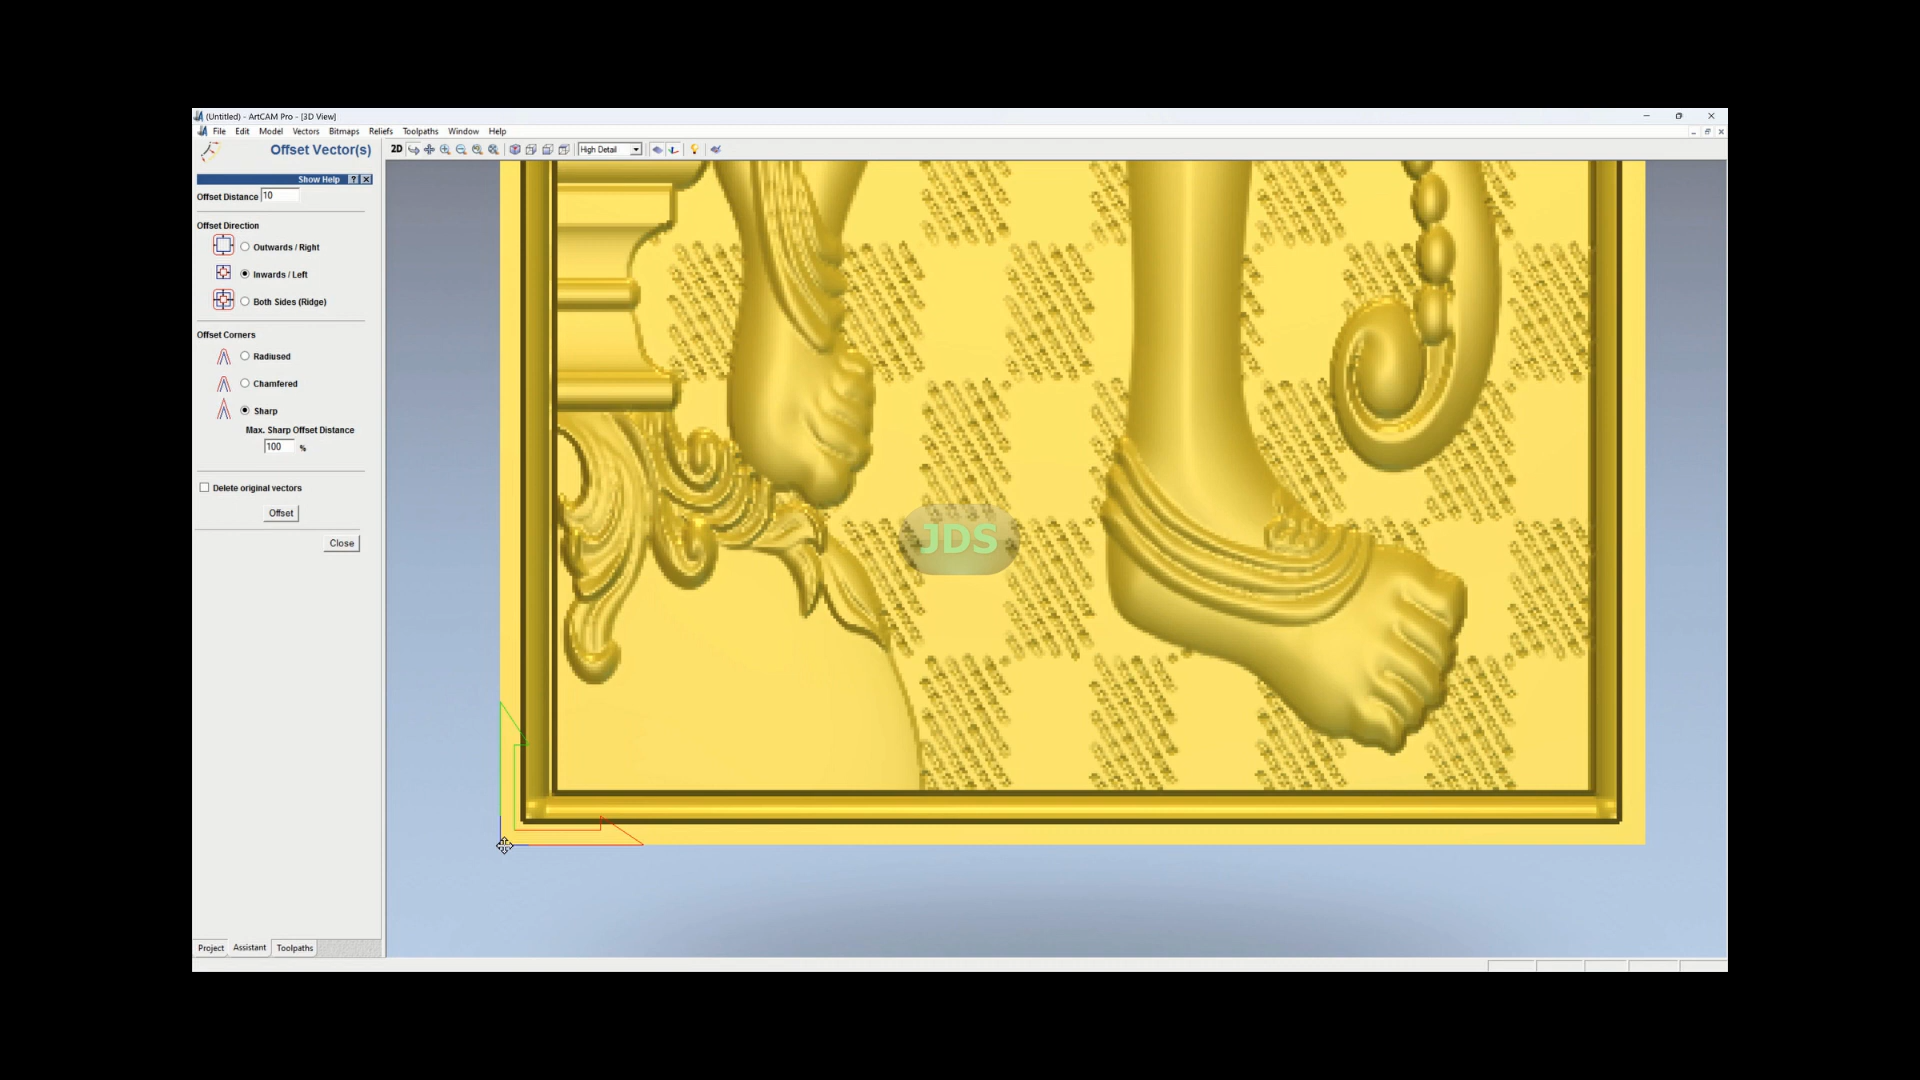 (Untitled) - ArtCAM Pro - [3D View]
File Edit Model Vectors Bitmaps Reliefs Toolpaths Window Help
Offset Vector(s)
2D High Detail
Show Help ?
Offset Distance 10
Offset Direction
Outwards / Right
Inwards / Left
Both Sides (Ridge)
Offset Corners
Radiused
Chamfered
Sharp
Max. Sharp Offset Distance
100 %
Delete original vectors
Offset
Close
JDS
Project Assistant Toolpaths